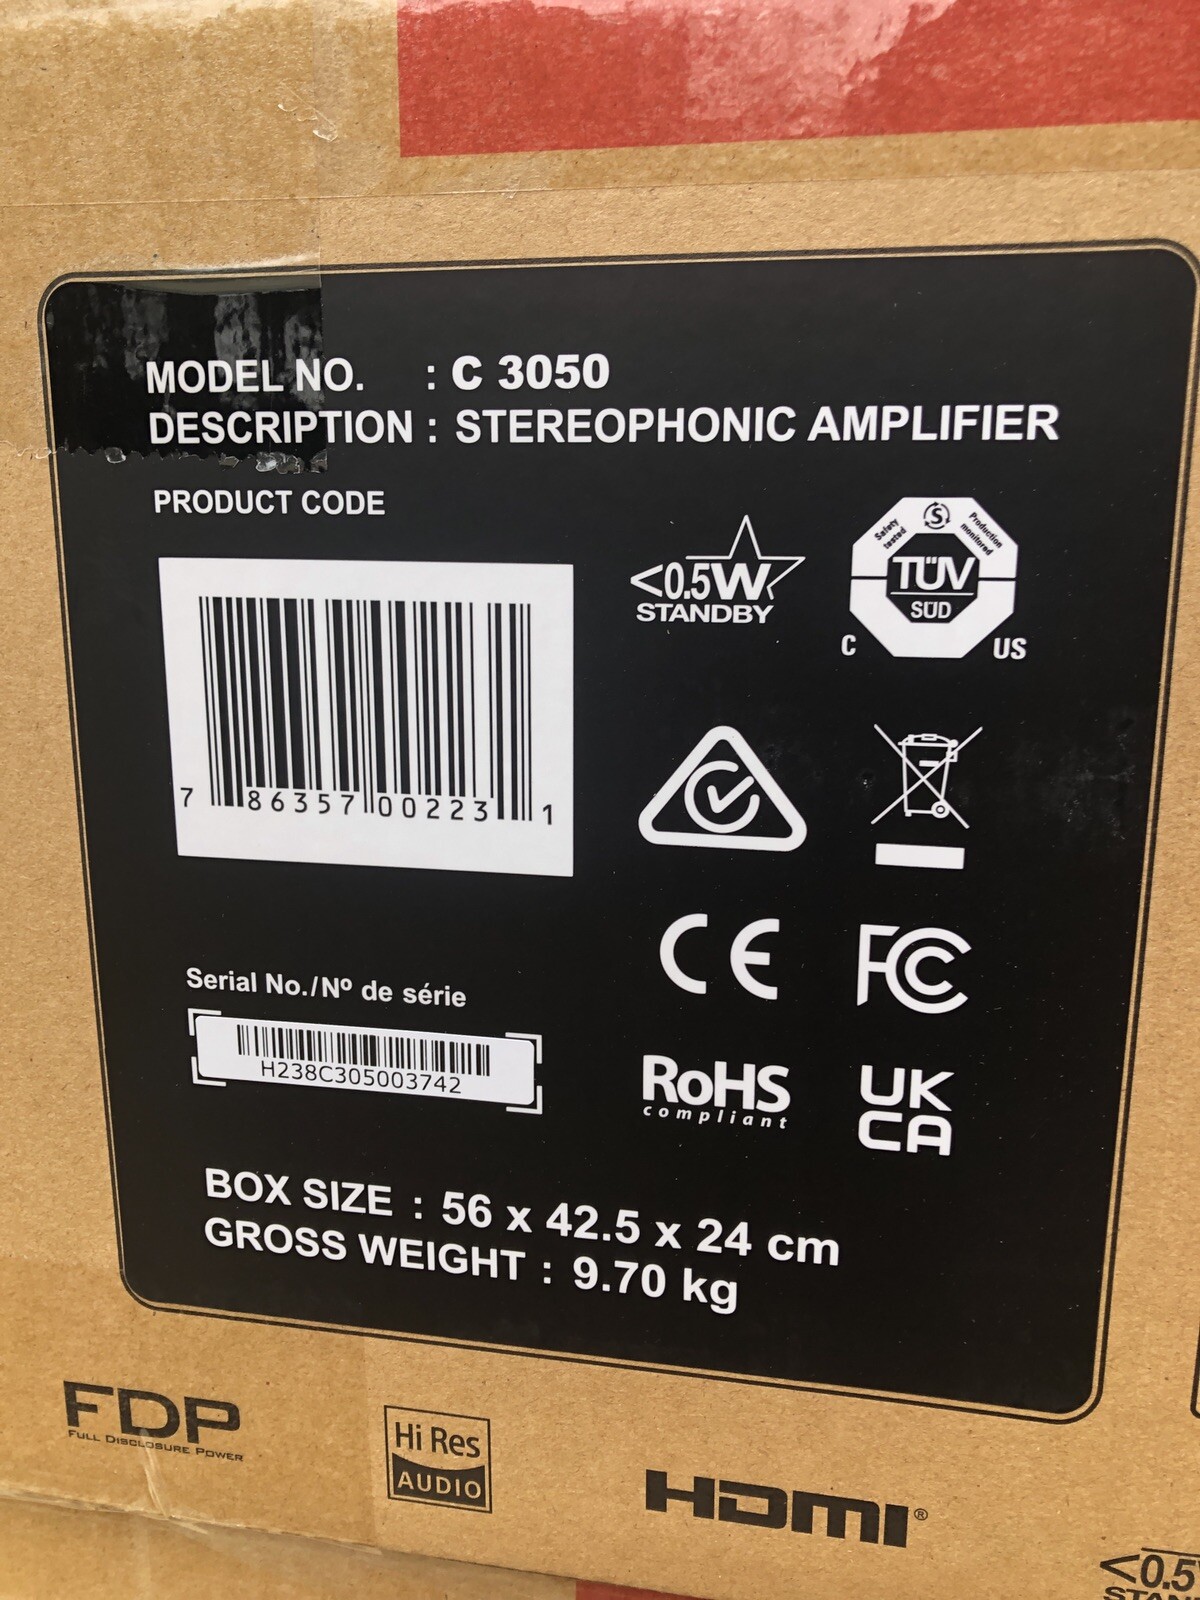 MODEL NO. : C 3050
DESCRIPTION : STEREOPHONIC AMPLIFIER
PRODUCT CODE
<0.5W
STANDBY
Safety tested
S
Production monitored
TÜV
SÜD
C US
7 86357 00223 1
CE
FC
Serial No./Nº de série
H238C305003742
RoHS
compliant
UK
CA
BOX SIZE : 56 x 42.5 x 24 cm
GROSS WEIGHT : 9.70 kg
FDP
FULL DISCLOSURE POWER
Hi Res
AUDIO
HDMI®
<0.5